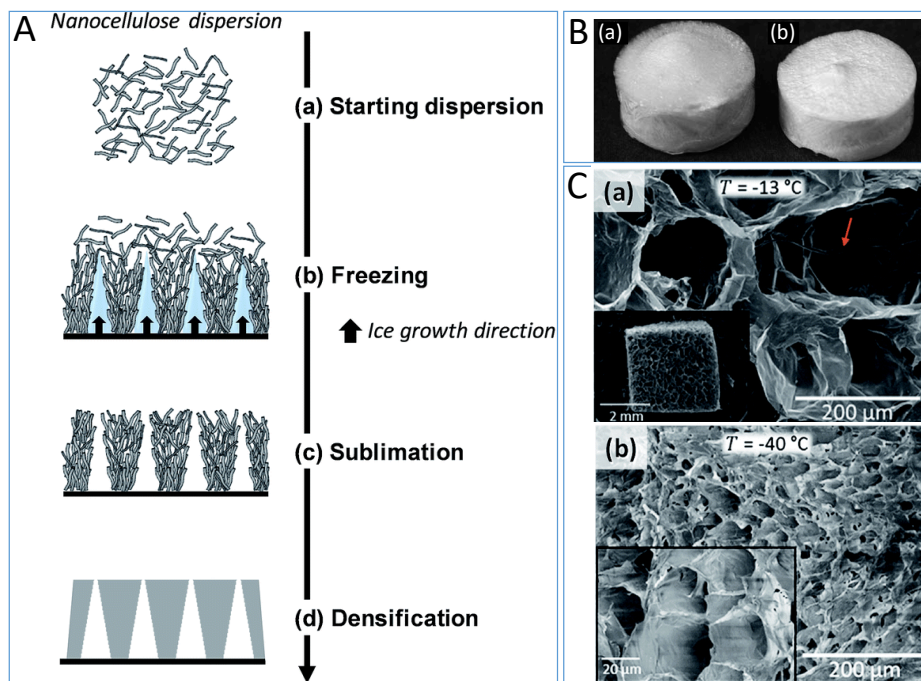 A
Nanocellulose dispersion
(a) Starting dispersion
(b) Freezing
Ice growth direction
(c) Sublimation
(d) Densification
B
(a)
(b)
C
(a)
T = -13 °C
2 mm
200 µm
(b)
T = -40 °C
20 µm
200 µm